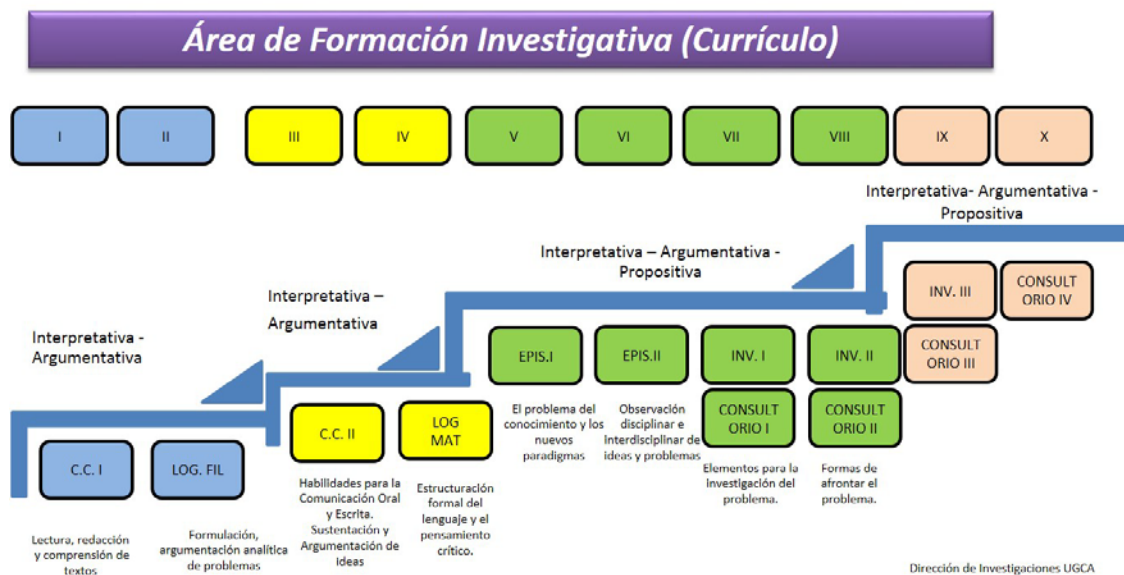 Área de Formación Investigativa (Currículo)
I
II
III
IV
V
VI
VII
VIII
IX
X
Interpretativa- Argumentativa -
Propositiva
Interpretativa – Argumentativa -
Propositiva
Interpretativa –
Argumentativa
Interpretativa -
Argumentativa
INV. III
CONSULT
ORIO IV
CONSULT
ORIO III
EPIS.I
EPIS.II
INV. I
INV. II
CONSULT
ORIO I
CONSULT
ORIO II
C.C. II
LOG
MAT
C.C. I
LOG. FIL
El problema del
conocimiento y los
nuevos
paradigmas
Observación
disciplinar e
Interdisciplinar de
ideas y problemas
Elementos para la
investigación del
problema.
Formas de
afrontar el
problema.
Habilidades para la
Comunicación Oral
y Escrita.
Sustentación y
Argumentación de
Ideas
Estructuración
formal del
lenguaje y el
pensamiento
crítico.
Lectura, redacción
y comprensión de
textos
Formulación,
argumentación analítica
de problemas
Dirección de Investigaciones UGCA